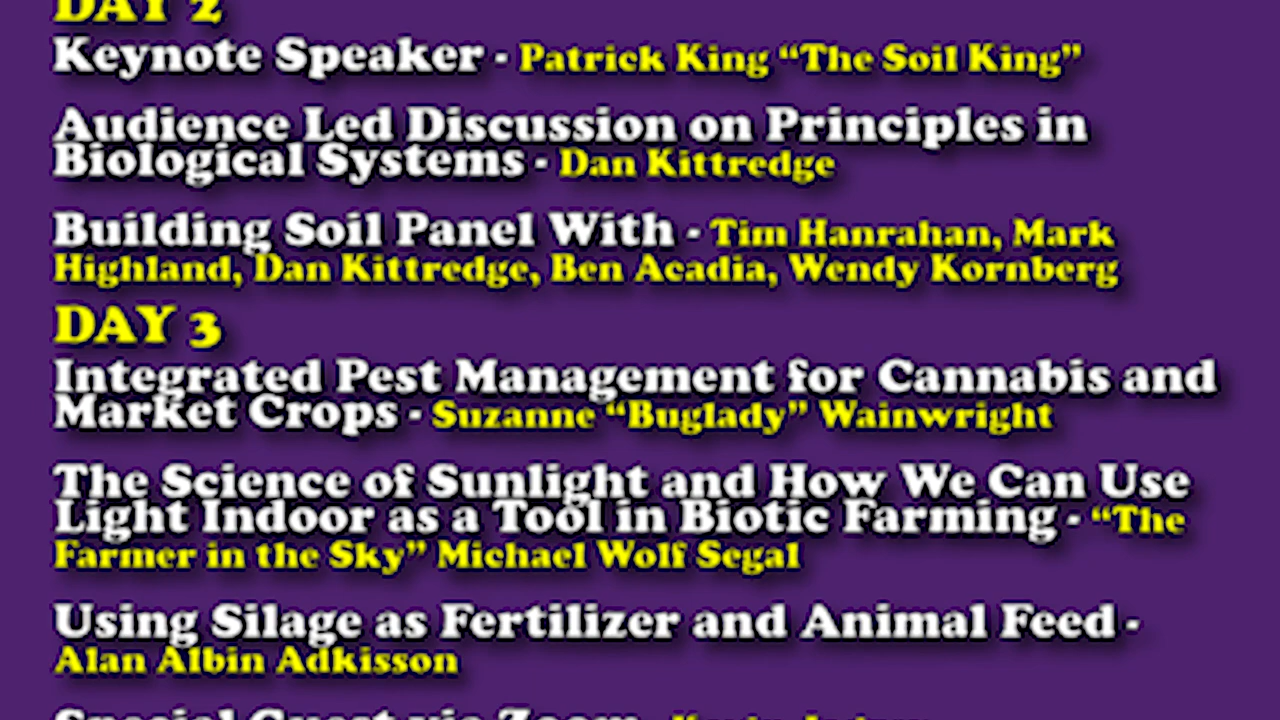 DAY 2
Keynote Speaker - Patrick King “The Soil King”
Audience Led Discussion on Principles in
Biological Systems - Dan Kittredge
Building Soil Panel With - Tim Hanrahan, Mark
Highland, Dan Kittredge, Ben Acadia, Wendy Kornberg
DAY 3
Integrated Pest Management for Cannabis and
Market Crops - Suzanne “Buglady” Wainwright
The Science of Sunlight and How We Can Use
Light Indoor as a Tool in Biotic Farming - “The
Farmer in the Sky” Michael Wolf Segal
Using Silage as Fertilizer and Animal Feed -
Alan Albin Adkisson
Special Guest via Zoom -